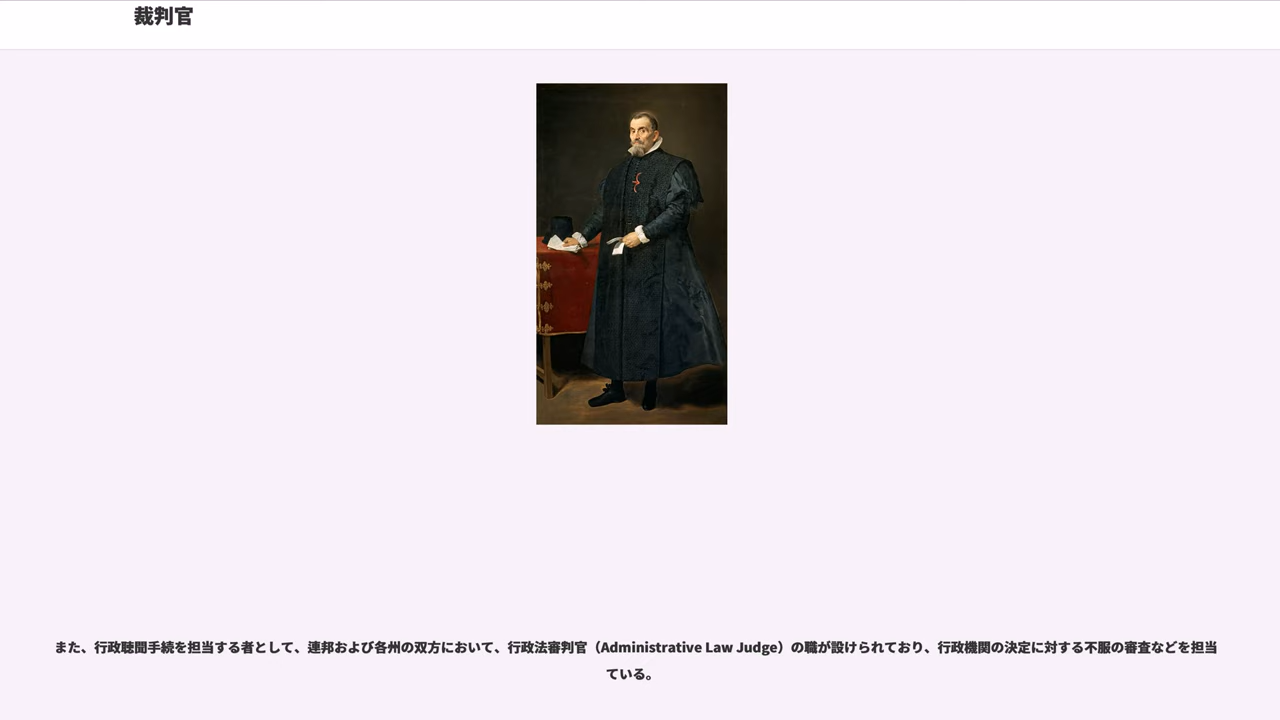 裁判官
また、行政聴聞手続を担当する者として、連邦および各州の双方において、行政法審判官（Administrative Law Judge）の職が設けられており、行政機関の決定に対する不服の審査などを担当
ている。